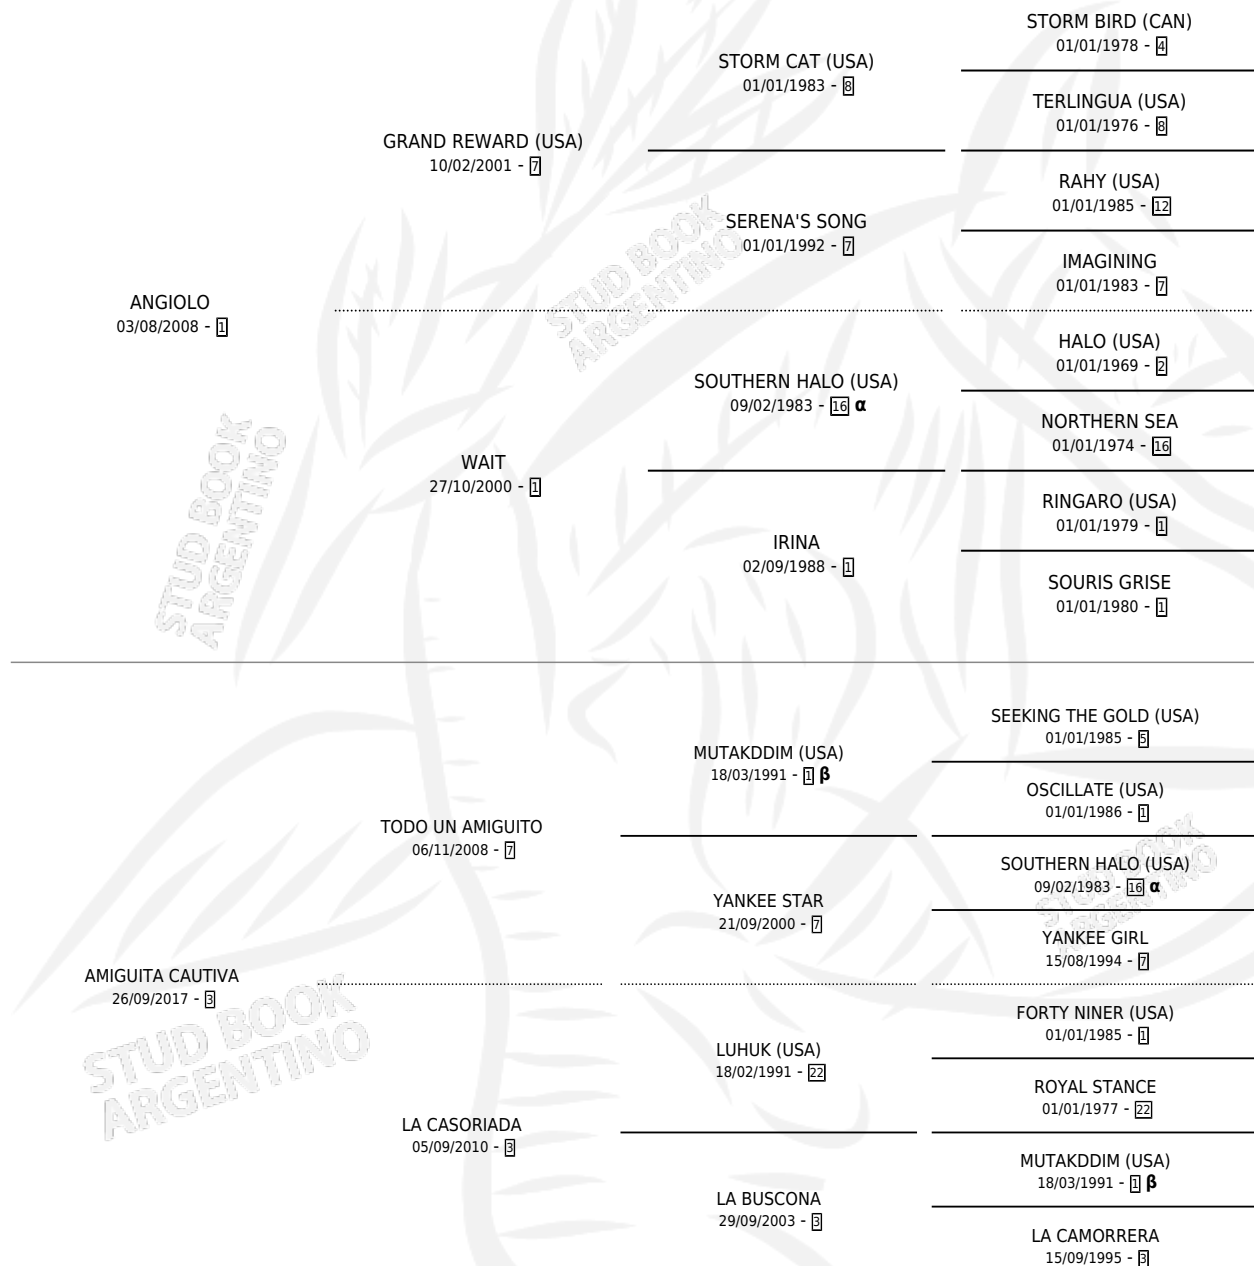 STORM BIRD (CAN)
01/01/1978 - 4
STORM CAT (USA)
01/01/1983 - 8
TERLINGUA (USA)
01/01/1976 - 8
GRAND REWARD (USA)
10/02/2001 - 7
RAHY (USA)
01/01/1985 - 12
SERENA'S SONG
01/01/1992 - 7
IMAGINING
01/01/1983 - 7
ANGIOLO
03/08/2008 - 1
HALO (USA)
01/01/1969 - 2
SOUTHERN HALO (USA)
09/02/1983 - 16 α
NORTHERN SEA
01/01/1974 - 16
WAIT
27/10/2000 - 1
RINGARO (USA)
01/01/1979 - 1
IRINA
02/09/1988 - 1
SOURIS GRISE
01/01/1980 - 1
SEEKING THE GOLD (USA)
01/01/1985 - 5
MUTAKDDIM (USA)
18/03/1991 - 1 β
OSCILLATE (USA)
01/01/1986 - 1
TODO UN AMIGUITO
06/11/2008 - 7
SOUTHERN HALO (USA)
09/02/1983 - 16 α
YANKEE STAR
21/09/2000 - 7
YANKEE GIRL
15/08/1994 - 7
AMIGUITA CAUTIVA
26/09/2017 - 3
FORTY NINER (USA)
01/01/1985 - 1
LUHUK (USA)
18/02/1991 - 22
ROYAL STANCE
01/01/1977 - 22
LA CASORIADA
05/09/2010 - 3
MUTAKDDIM (USA)
18/03/1991 - 1 β
LA BUSCONA
29/09/2003 - 3
LA CAMORRERA
15/09/1995 - 3
STUD BOOK
ARGENTINO
STUD BOOK
ARGENTINO
STUD BOOK
ARGENTINO
STUD BOOK
ARGENTINO